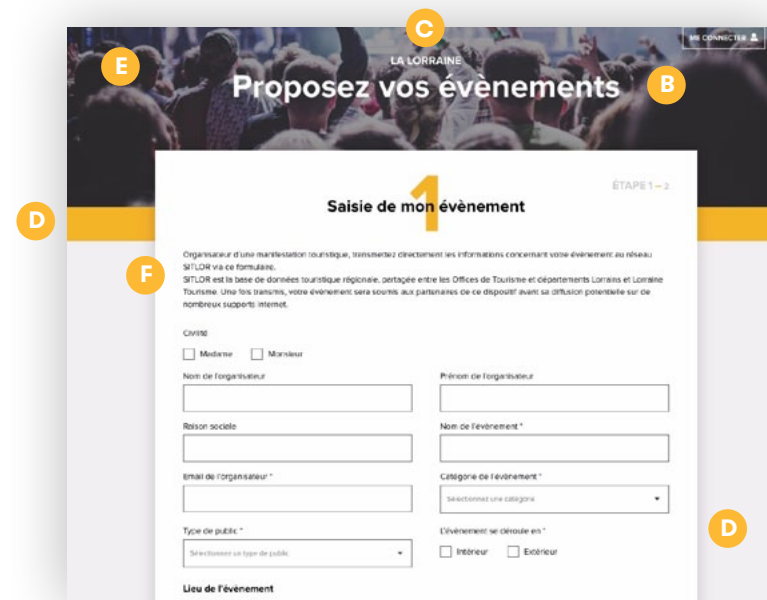 C
ME CONNECTER
E
LA LORRAINE
Proposez vos évènements
B
1
ÉTAPE 1 – 2
Saisie de mon évènement
D
Organisateur d'une manifestation touristique, transmettez directement les informations concernant votre évènement au réseau
SITLOR via ce formulaire.
F
SITLOR est la base de données touristique régionale, partagée entre les Offices de Tourisme et départements Lorrains et Lorraine
Tourisme. Une fois transmis, votre évènement sera soumis aux partenaires de ce dispositif avant sa diffusion potentielle sur de
nombreux supports internet.
Civilité
Madame Monsieur
Nom de l'organisateur Prénom de l'organisateur
Raison sociale Nom de l'évènement *
Email de l'organisateur * Catégorie de l'évènement *
Sélectionnez une catégorie
D
Type de public * L'évènement se déroule en *
Sélectionnez un type de public Intérieur Extérieur
Lieu de l'évènement